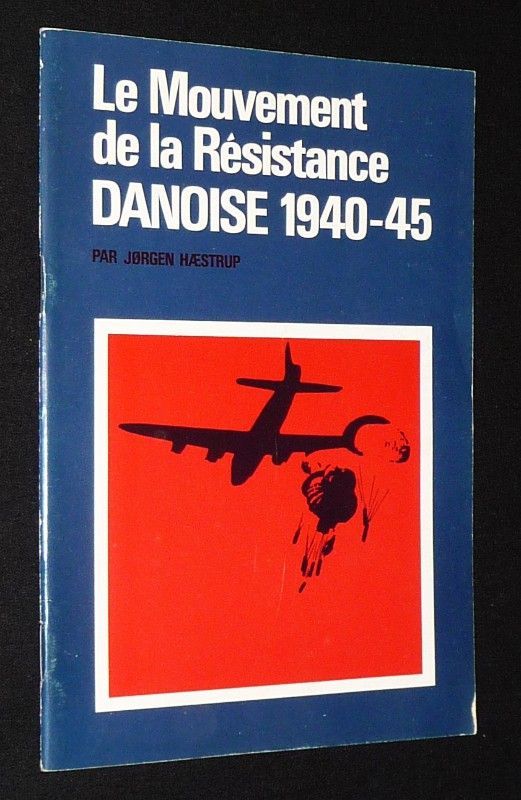 Le Mouvement
de la Résistance
DANOISE 1940-45
PAR JØRGEN HÆSTRUP